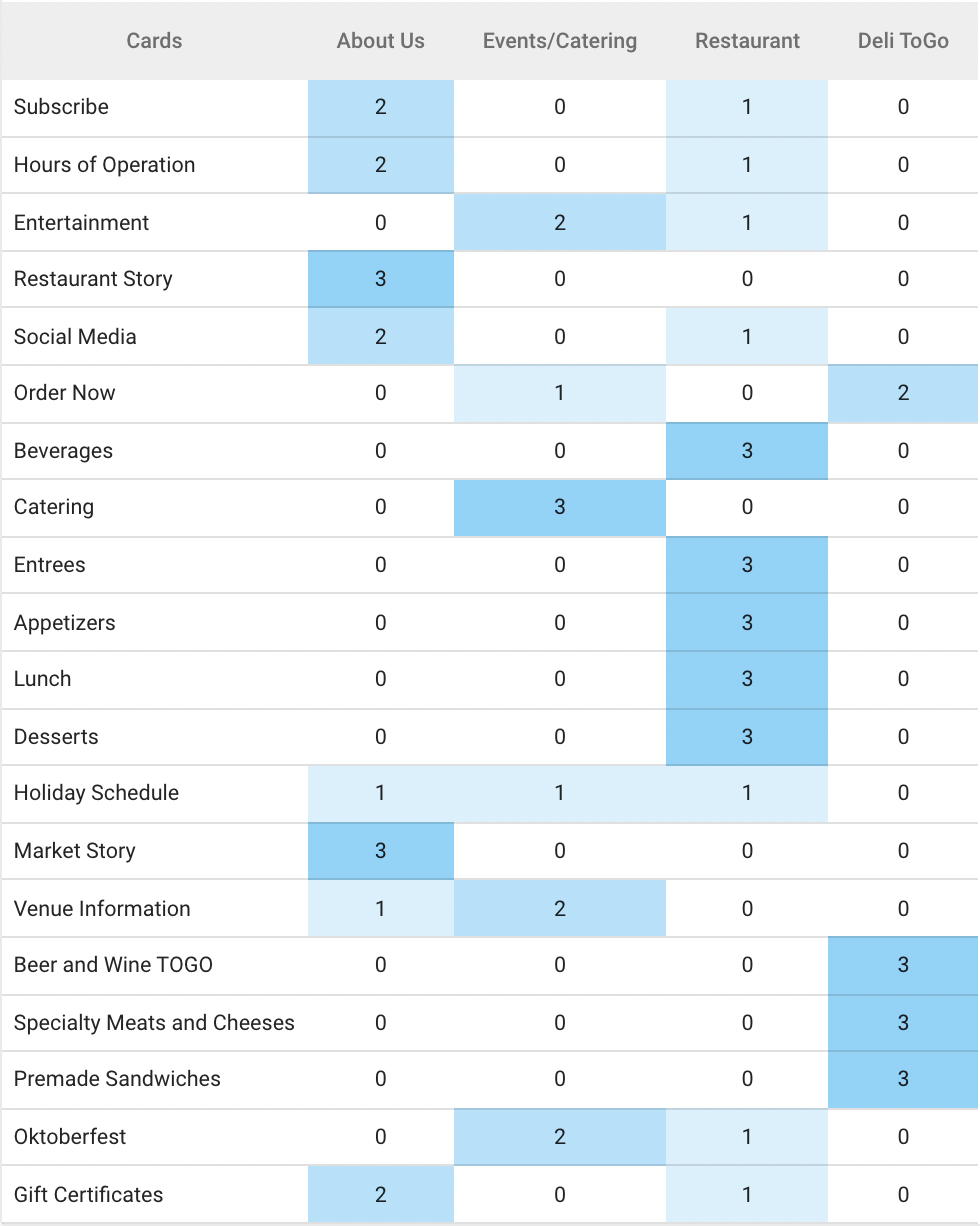 Cards About Us Events/Catering Restaurant Deli ToGo
Subscribe 2 0 1 0
Hours of Operation 2 0 1 0
Entertainment 0 2 1 0
Restaurant Story 3 0 0 0
Social Media 2 0 1 0
Order Now 0 1 0 2
Beverages 0 0 3 0
Catering 0 3 0 0
Entrees 0 0 3 0
Appetizers 0 0 3 0
Lunch 0 0 3 0
Desserts 0 0 3 0
Holiday Schedule 1 1 1 0
Market Story 3 0 0 0
Venue Information 1 2 0 0
Beer and Wine TOGO 0 0 0 3
Specialty Meats and Cheeses 0 0 0 3
Premade Sandwiches 0 0 0 3
Oktoberfest 0 2 1 0
Gift Certificates 2 0 1 0